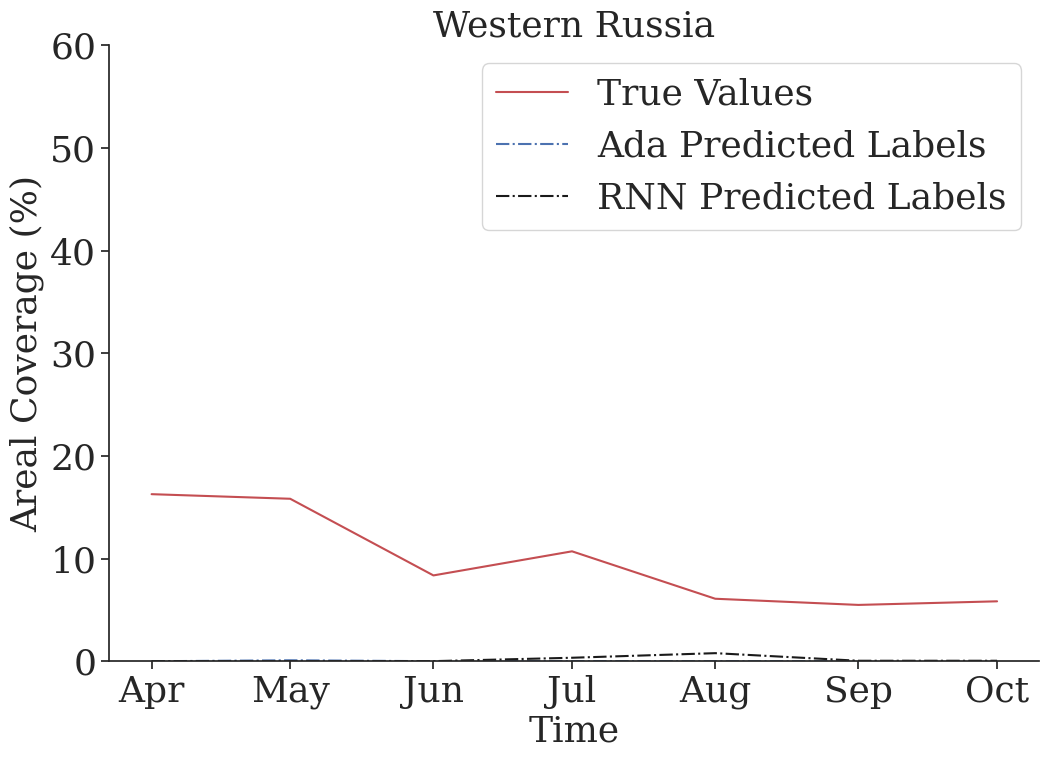 Western Russia
60
50
40
30
20
10
0
Areal Coverage (%)
True Values
Ada Predicted Labels
RNN Predicted Labels
Apr May Jun Jul Aug Sep Oct
Time